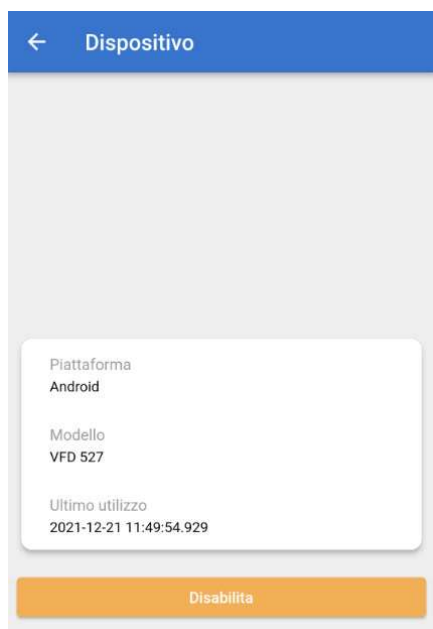 Dispositivo
Piattaforma
Android
Modello
VFD 527
Ultimo utilizzo
2021-12-21 11:49:54.929
Disabilita